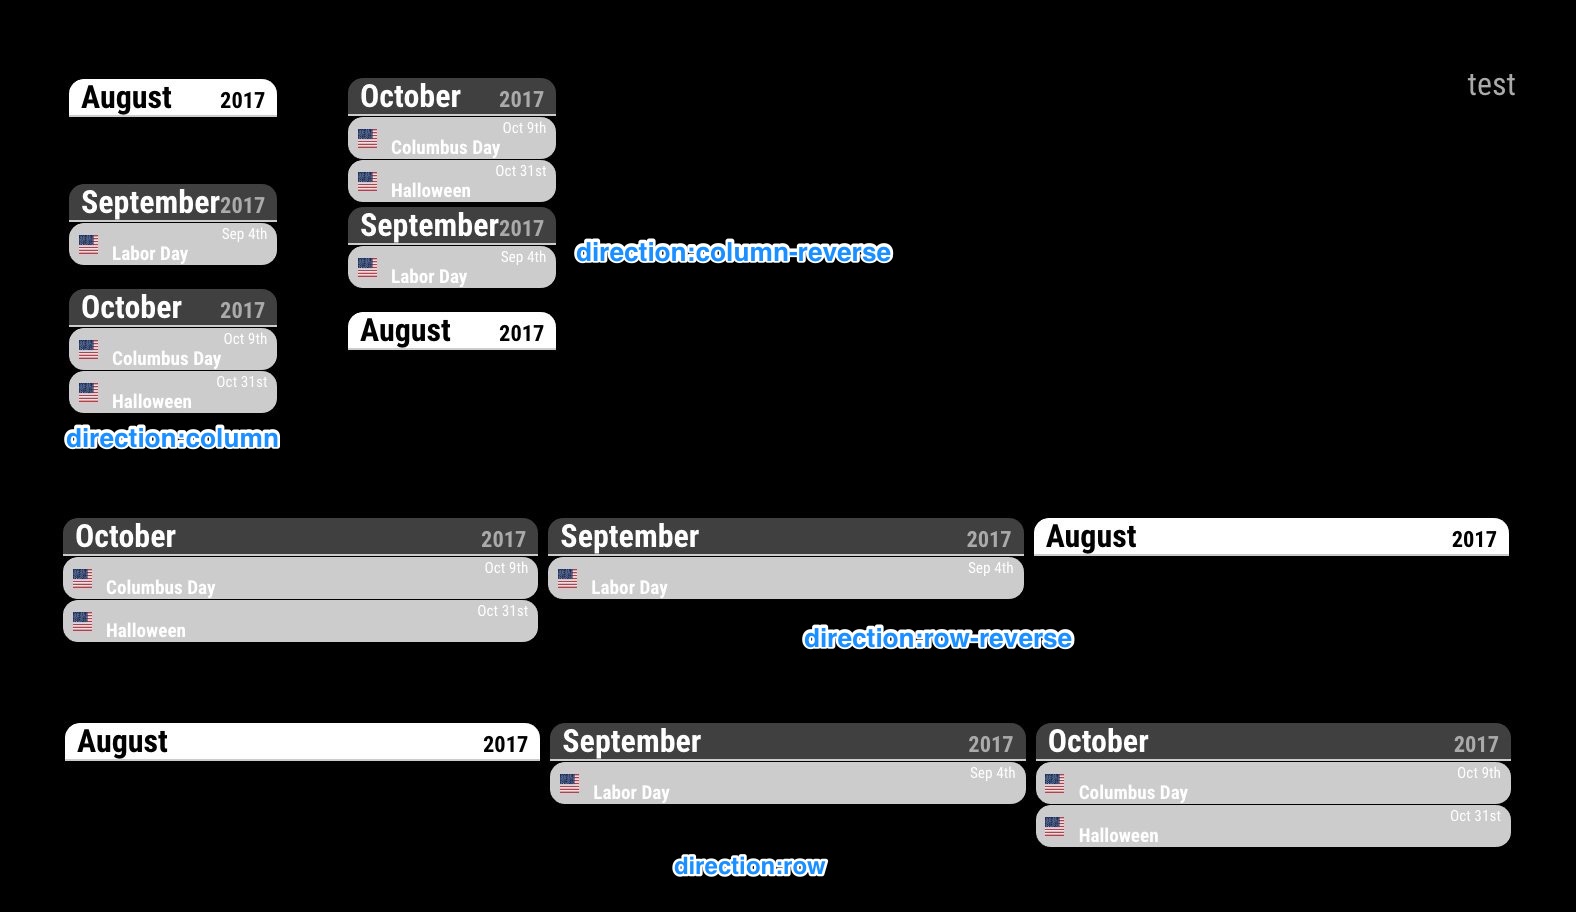 test
August 2017
September 2017
Sep 4th
Labor Day
October 2017
Oct 9th
Columbus Day
Oct 31st
Halloween
direction:column
October 2017
Oct 9th
Columbus Day
Oct 31st
Halloween
September 2017
Sep 4th
Labor Day
August 2017
direction:column-reverse
October 2017
Oct 9th
Columbus Day
Oct 31st
Halloween
September 2017
Sep 4th
Labor Day
August 2017
direction:row-reverse
August 2017
September 2017
Sep 4th
Labor Day
October 2017
Oct 9th
Columbus Day
Oct 31st
Halloween
direction:row